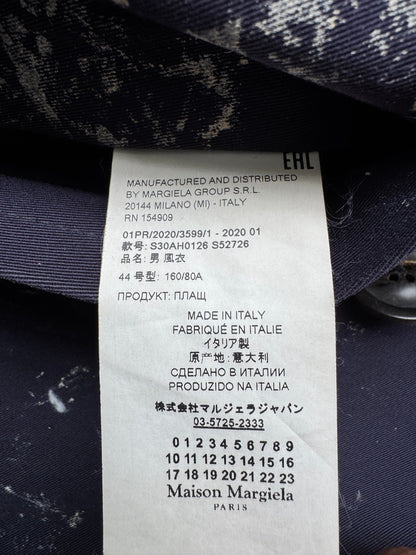 EAC
MANUFACTURED AND DISTRIBUTED
BY MARGIELA GROUP S.R.L.
20144 MILANO (MI) - ITALY
RN 154909
01PR/2020/3599/1 - 2020 01
款号: S30AH0126 S52726
品名: 男 風衣
44 号型: 160/80A
ПРОДУКТ: ПЛАЩ
MADE IN ITALY
FABRIQUÉ EN ITALIE
イタリア製
原产地: 意大利
СДЕЛАНО В ИТАЛИИ
PRODUZIDO NA ITALIA
株式会社マルジェラジャパン
03-5725-2333
0 1 2 3 4 5 6 7 8 9
10 11 12 13 14 15 16
17 18 19 20 21 22 23
Maison Margiela
PARIS